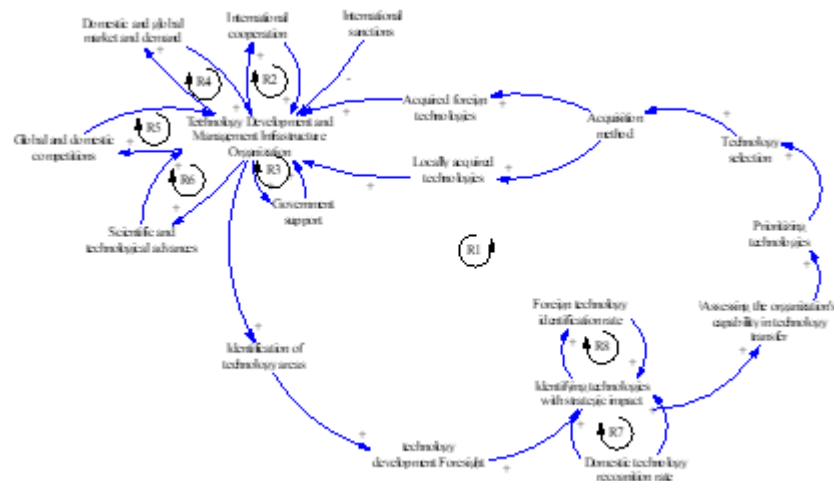 Domestic and global
market and demand
International
cooperation
International
sanctions
R4
R2
Technology Development and
Management Infrastructure
Organization
Acquired foreign
technologies
Acquisition
method
Technology
selection
R5
Global and domestic
competitions
R6
R3
Locally acquired
technologies
Government
support
Scientific and
technological advances
R1
Prioritizing
technologies
Foreign technology
identification rate
Assessing the organization's
capability in technology
transfer
R8
Identification of
technology areas
Identifying technologies
with strategic impact
R7
technology
development Foresight
Domestic technology
recognition rate